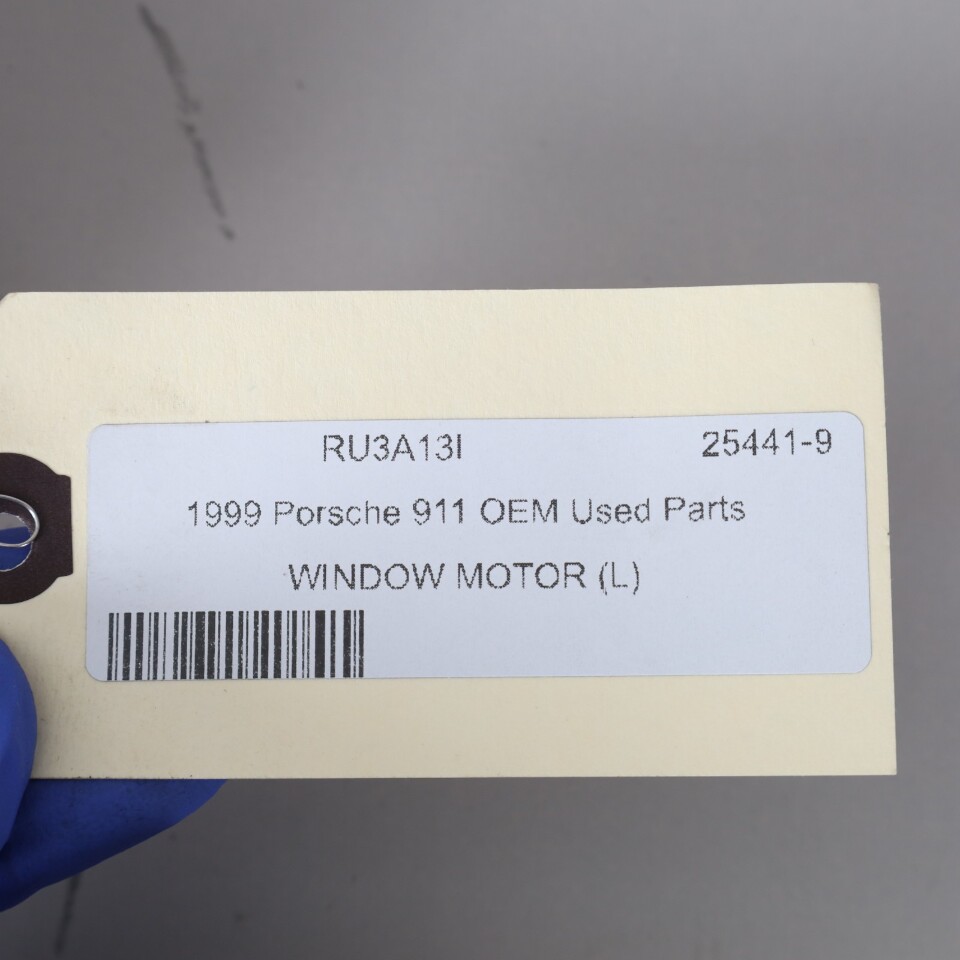 RU3A13I 25441-9
1999 Porsche 911 OEM Used Parts
WINDOW MOTOR (L)